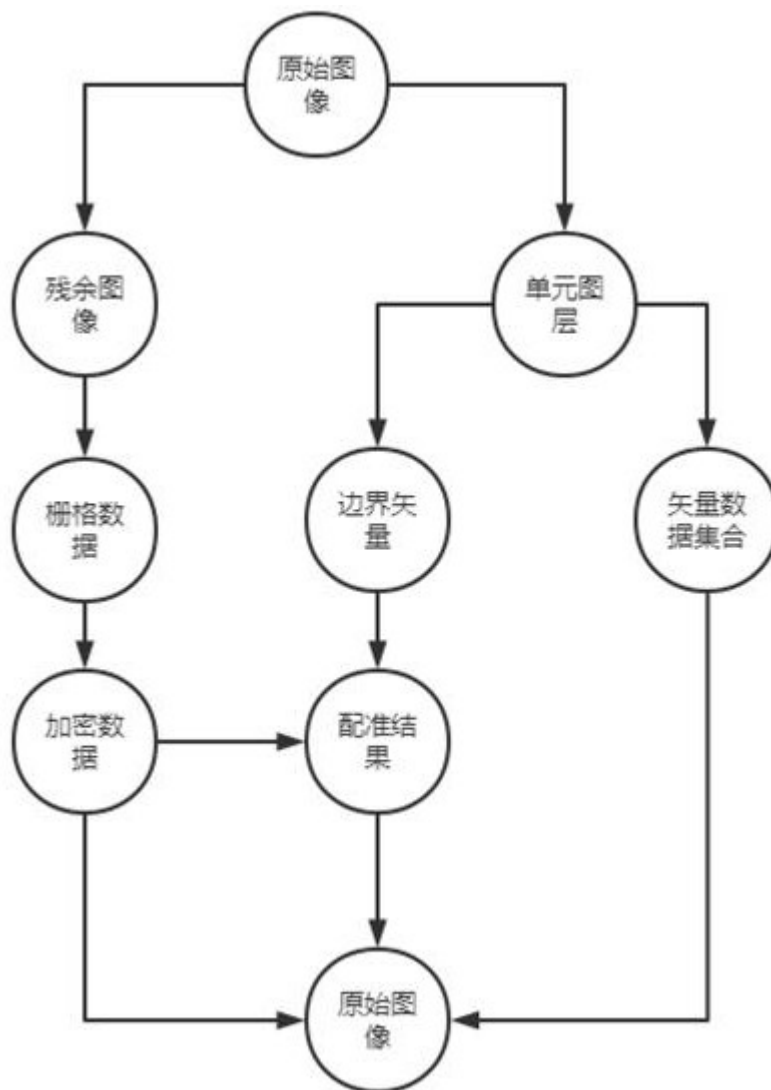 原始图
像
残余图
像
单元图
层
栅格数
据
边界矢
量
矢量数
据集合
加密数
据
配准结
果
原始图
像